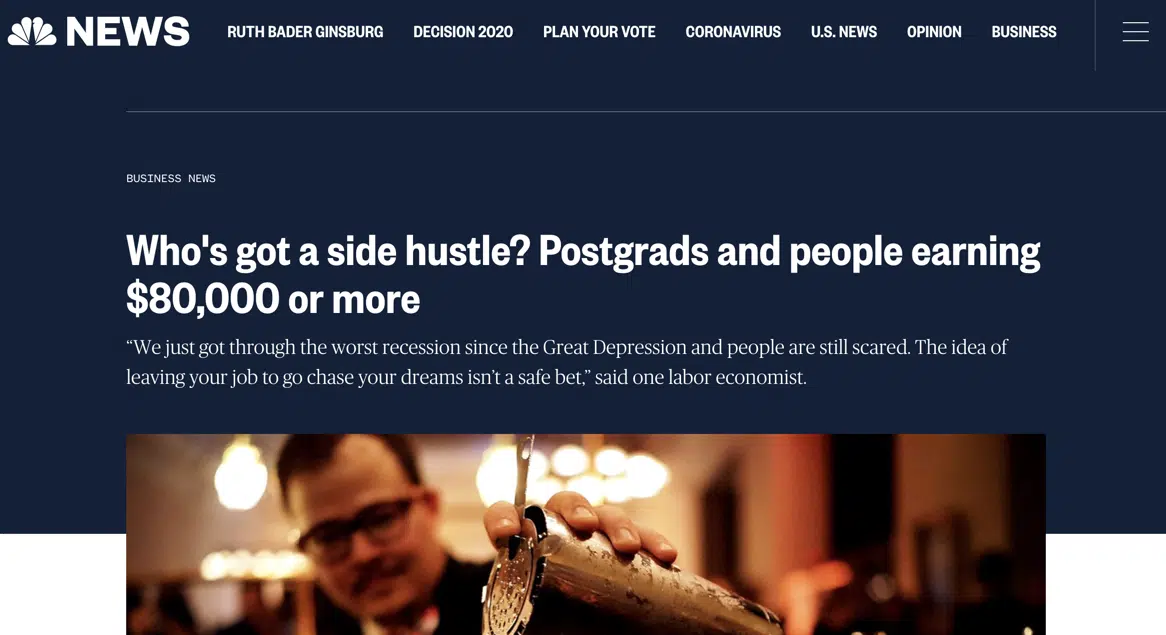 NEWS
RUTH BADER GINSBURG DECISION 2020 PLAN YOUR VOTE CORONAVIRUS U.S. NEWS OPINION BUSINESS
BUSINESS NEWS
Who's got a side hustle? Postgrads and people earning
$80,000 or more
“We just got through the worst recession since the Great Depression and people are still scared. The idea of
leaving your job to go chase your dreams isn’t a safe bet,” said one labor economist.